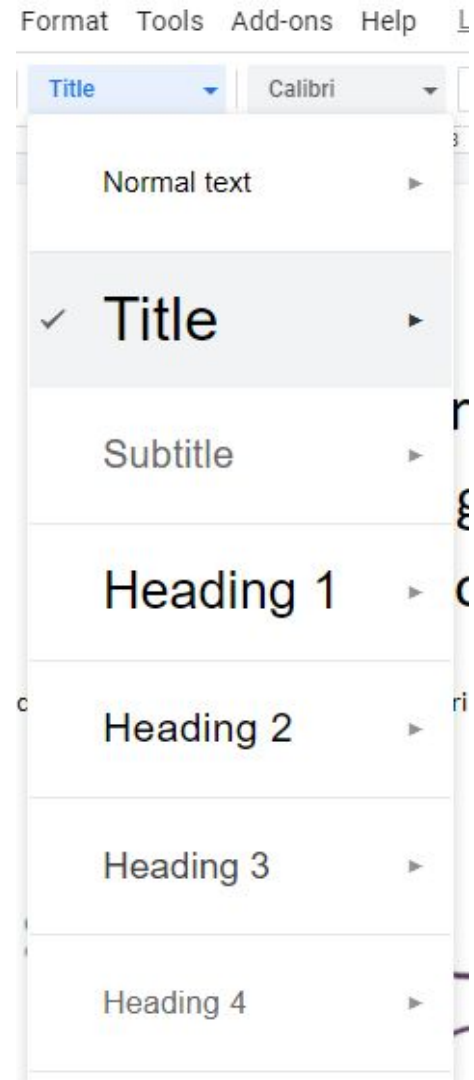 Format Tools Add-ons Help
Title Calibri
Normal text
Title
Subtitle
Heading 1
Heading 2
Heading 3
Heading 4